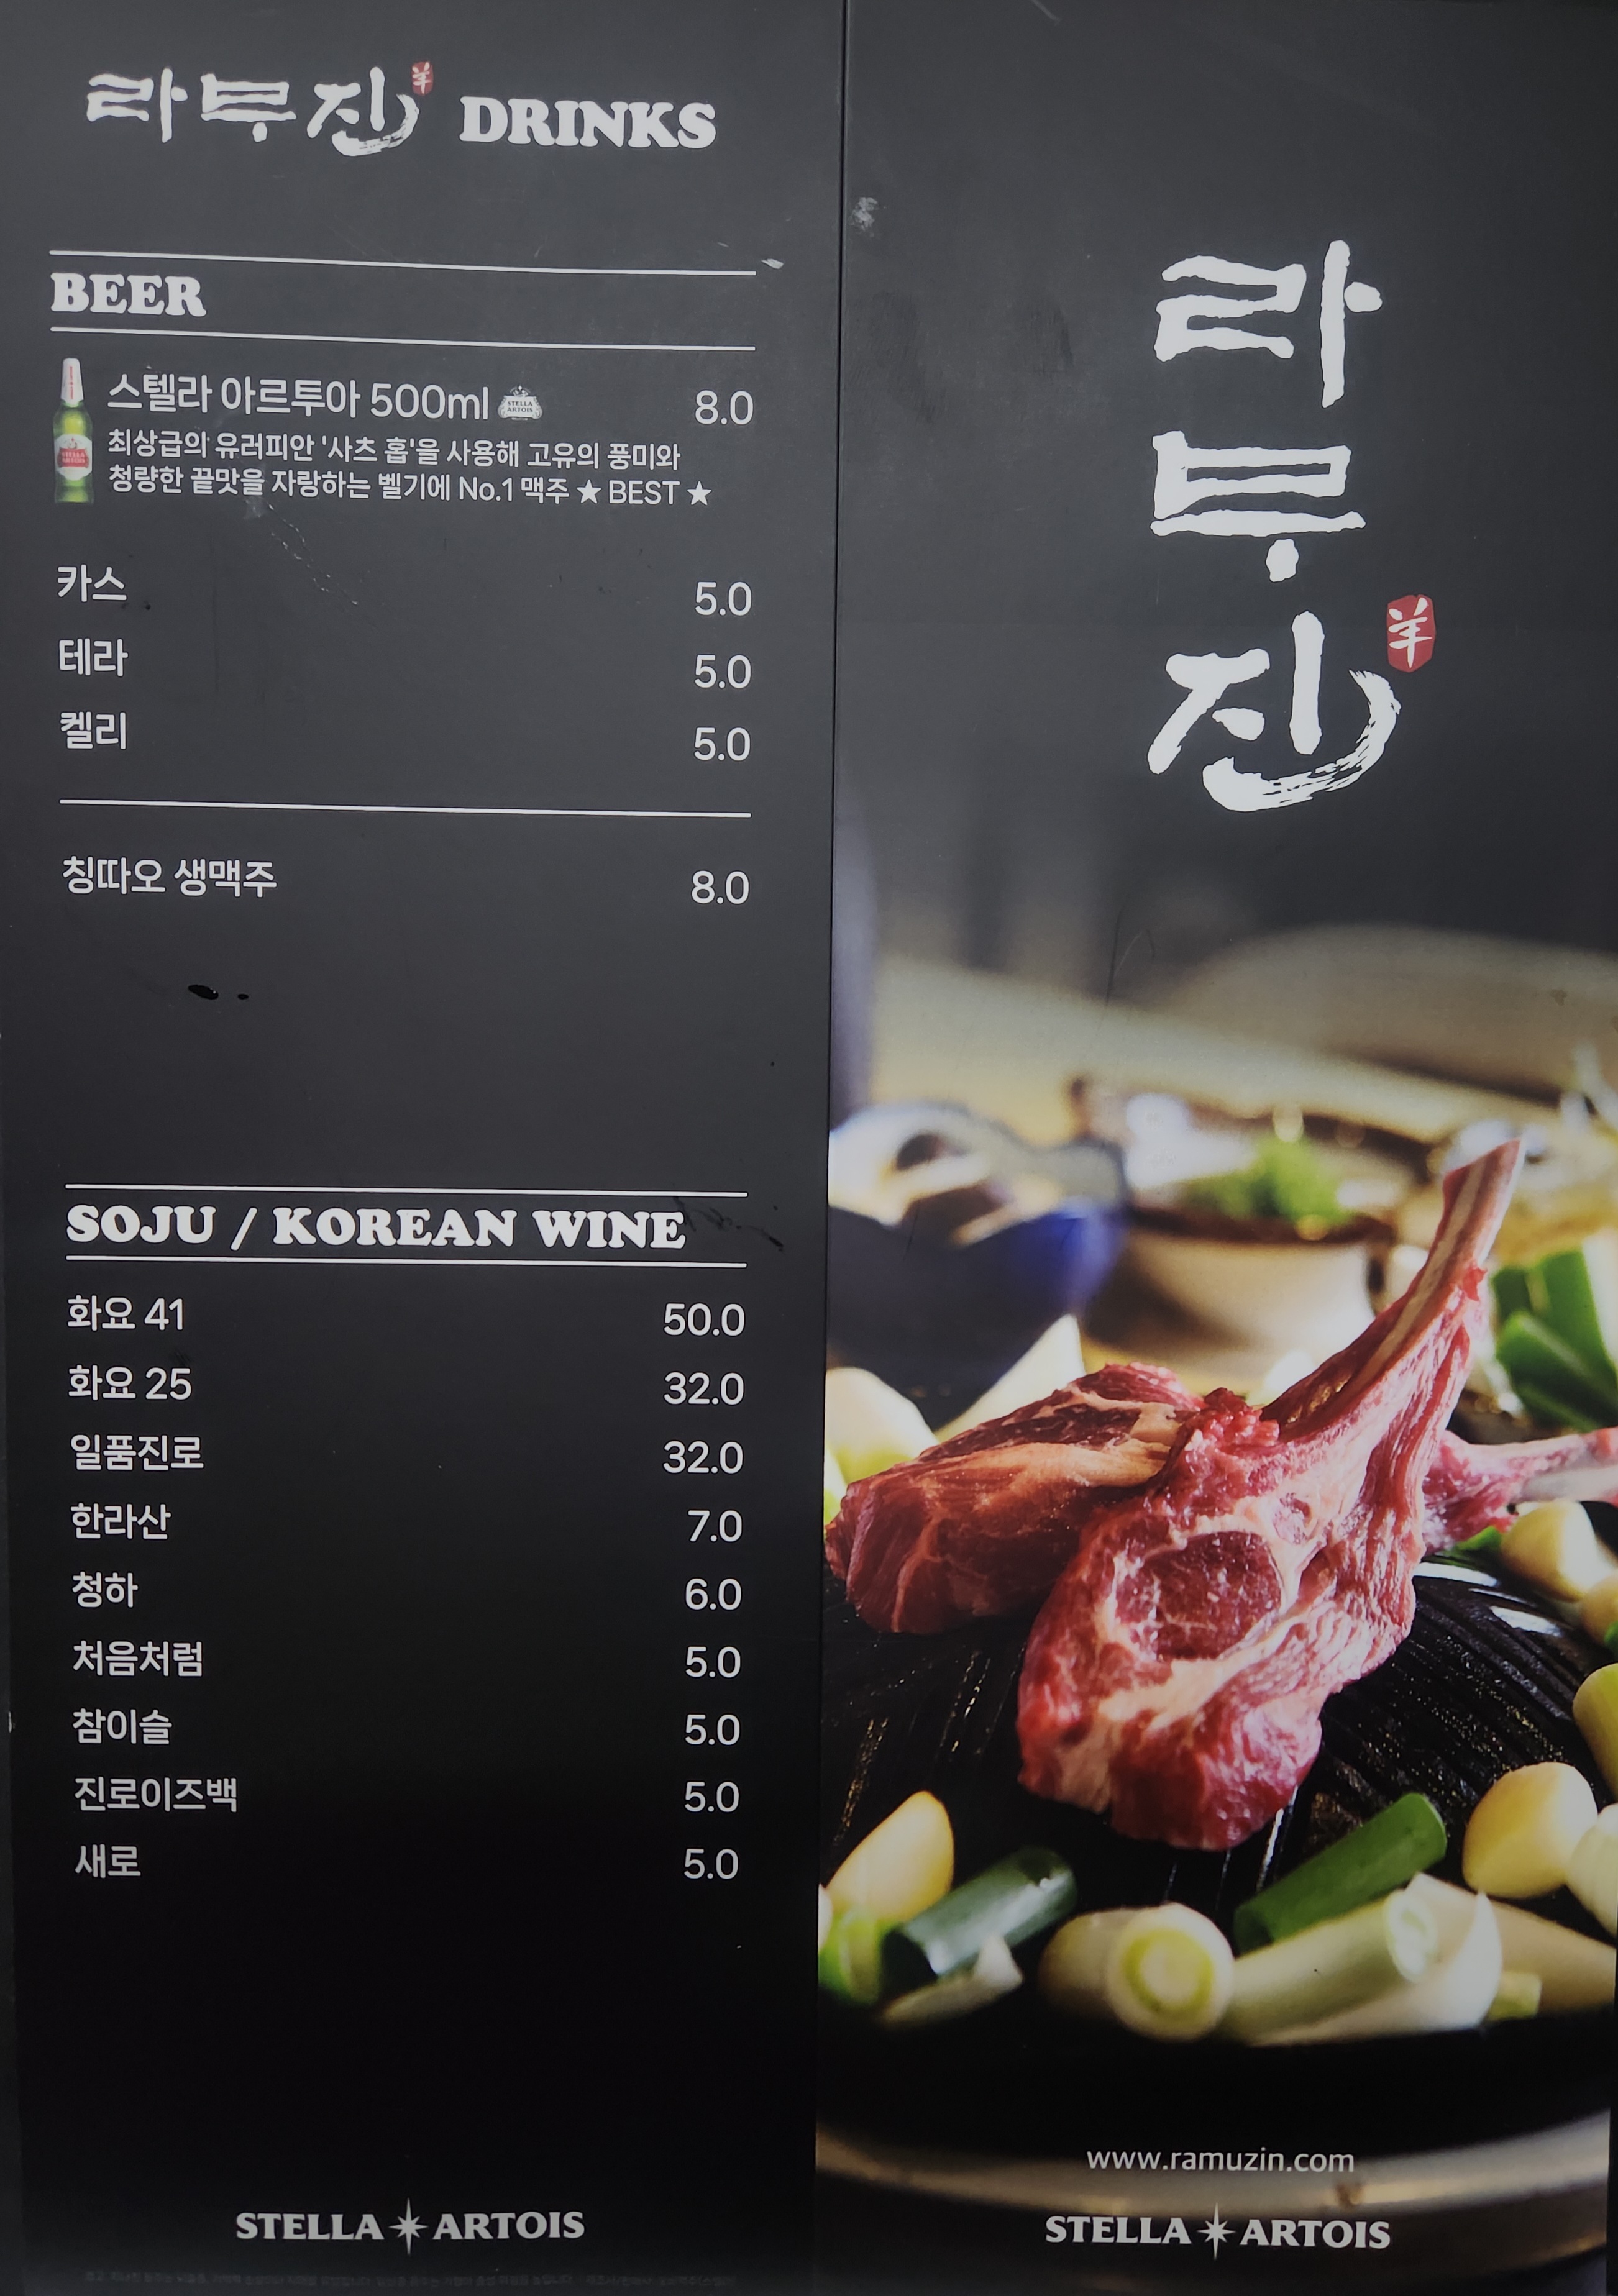 라무진 羊 DRINKS
BEER
스텔라 아르투아 500ml STELLA ARTOIS 8.0
최상급의 유러피안 '사츠 홉'을 사용해 고유의 풍미와
청량한 끝맛을 자랑하는 벨기에 No.1 맥주 ★ BEST ★
카스 5.0
테라 5.0
켈리 5.0
칭따오 생맥주 8.0
SOJU / KOREAN WINE
화요 41 50.0
화요 25 32.0
일품진로 32.0
한라산 7.0
청하 6.0
처음처럼 5.0
참이슬 5.0
진로이즈백 5.0
새로 5.0
STELLA ARTOIS
라
무
진 羊
www.ramuzin.com
STELLA ARTOIS